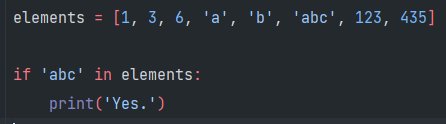 elements = [1, 3, 6, 'a', 'b', 'abc', 123, 435]
if 'abc' in elements:
    print('Yes.')